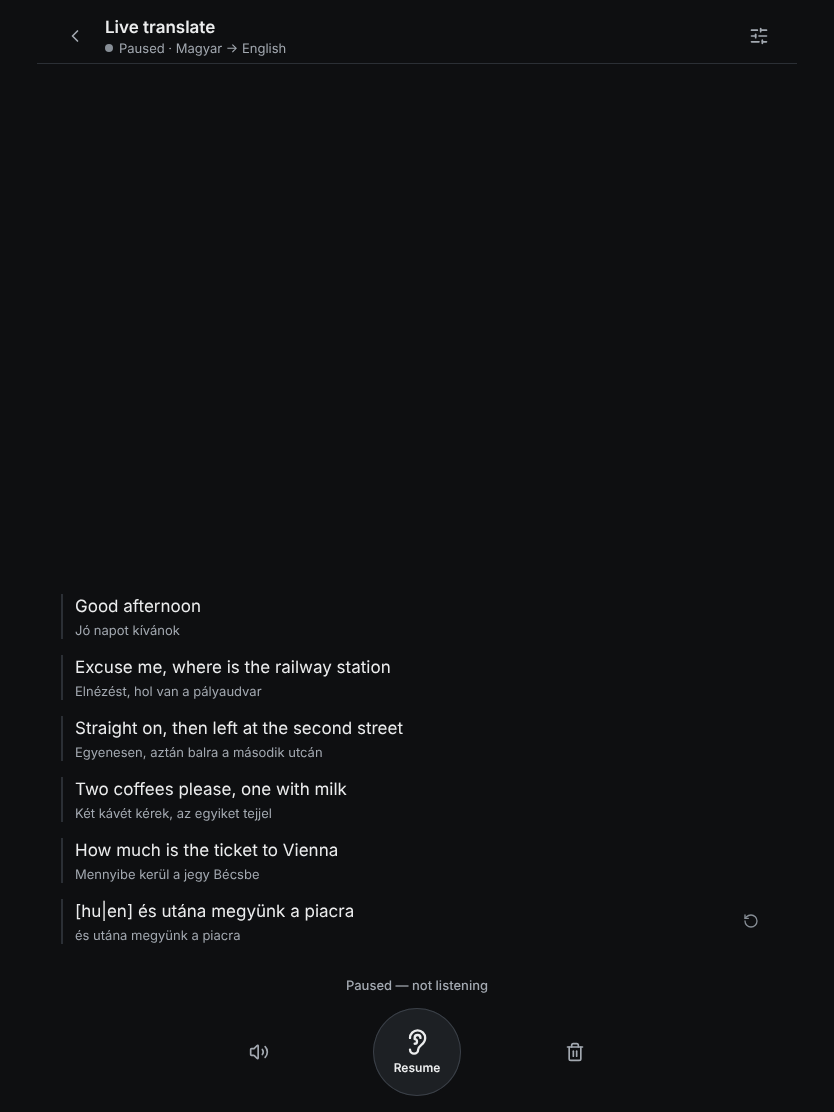 Live translate
Paused · Magyar → English
Good afternoon
Jó napot kívánok
Excuse me, where is the railway station
Elnézést, hol van a pályaudvar
Straight on, then left at the second street
Egyenesen, aztán balra a második utcán
Two coffees please, one with milk
Két kávét kérek, az egyiket tejjel
How much is the ticket to Vienna
Mennyibe kerül a jegy Bécsbe
[hu|en] és utána megyünk a piacra
és utána megyünk a piacra
Paused — not listening
Resume